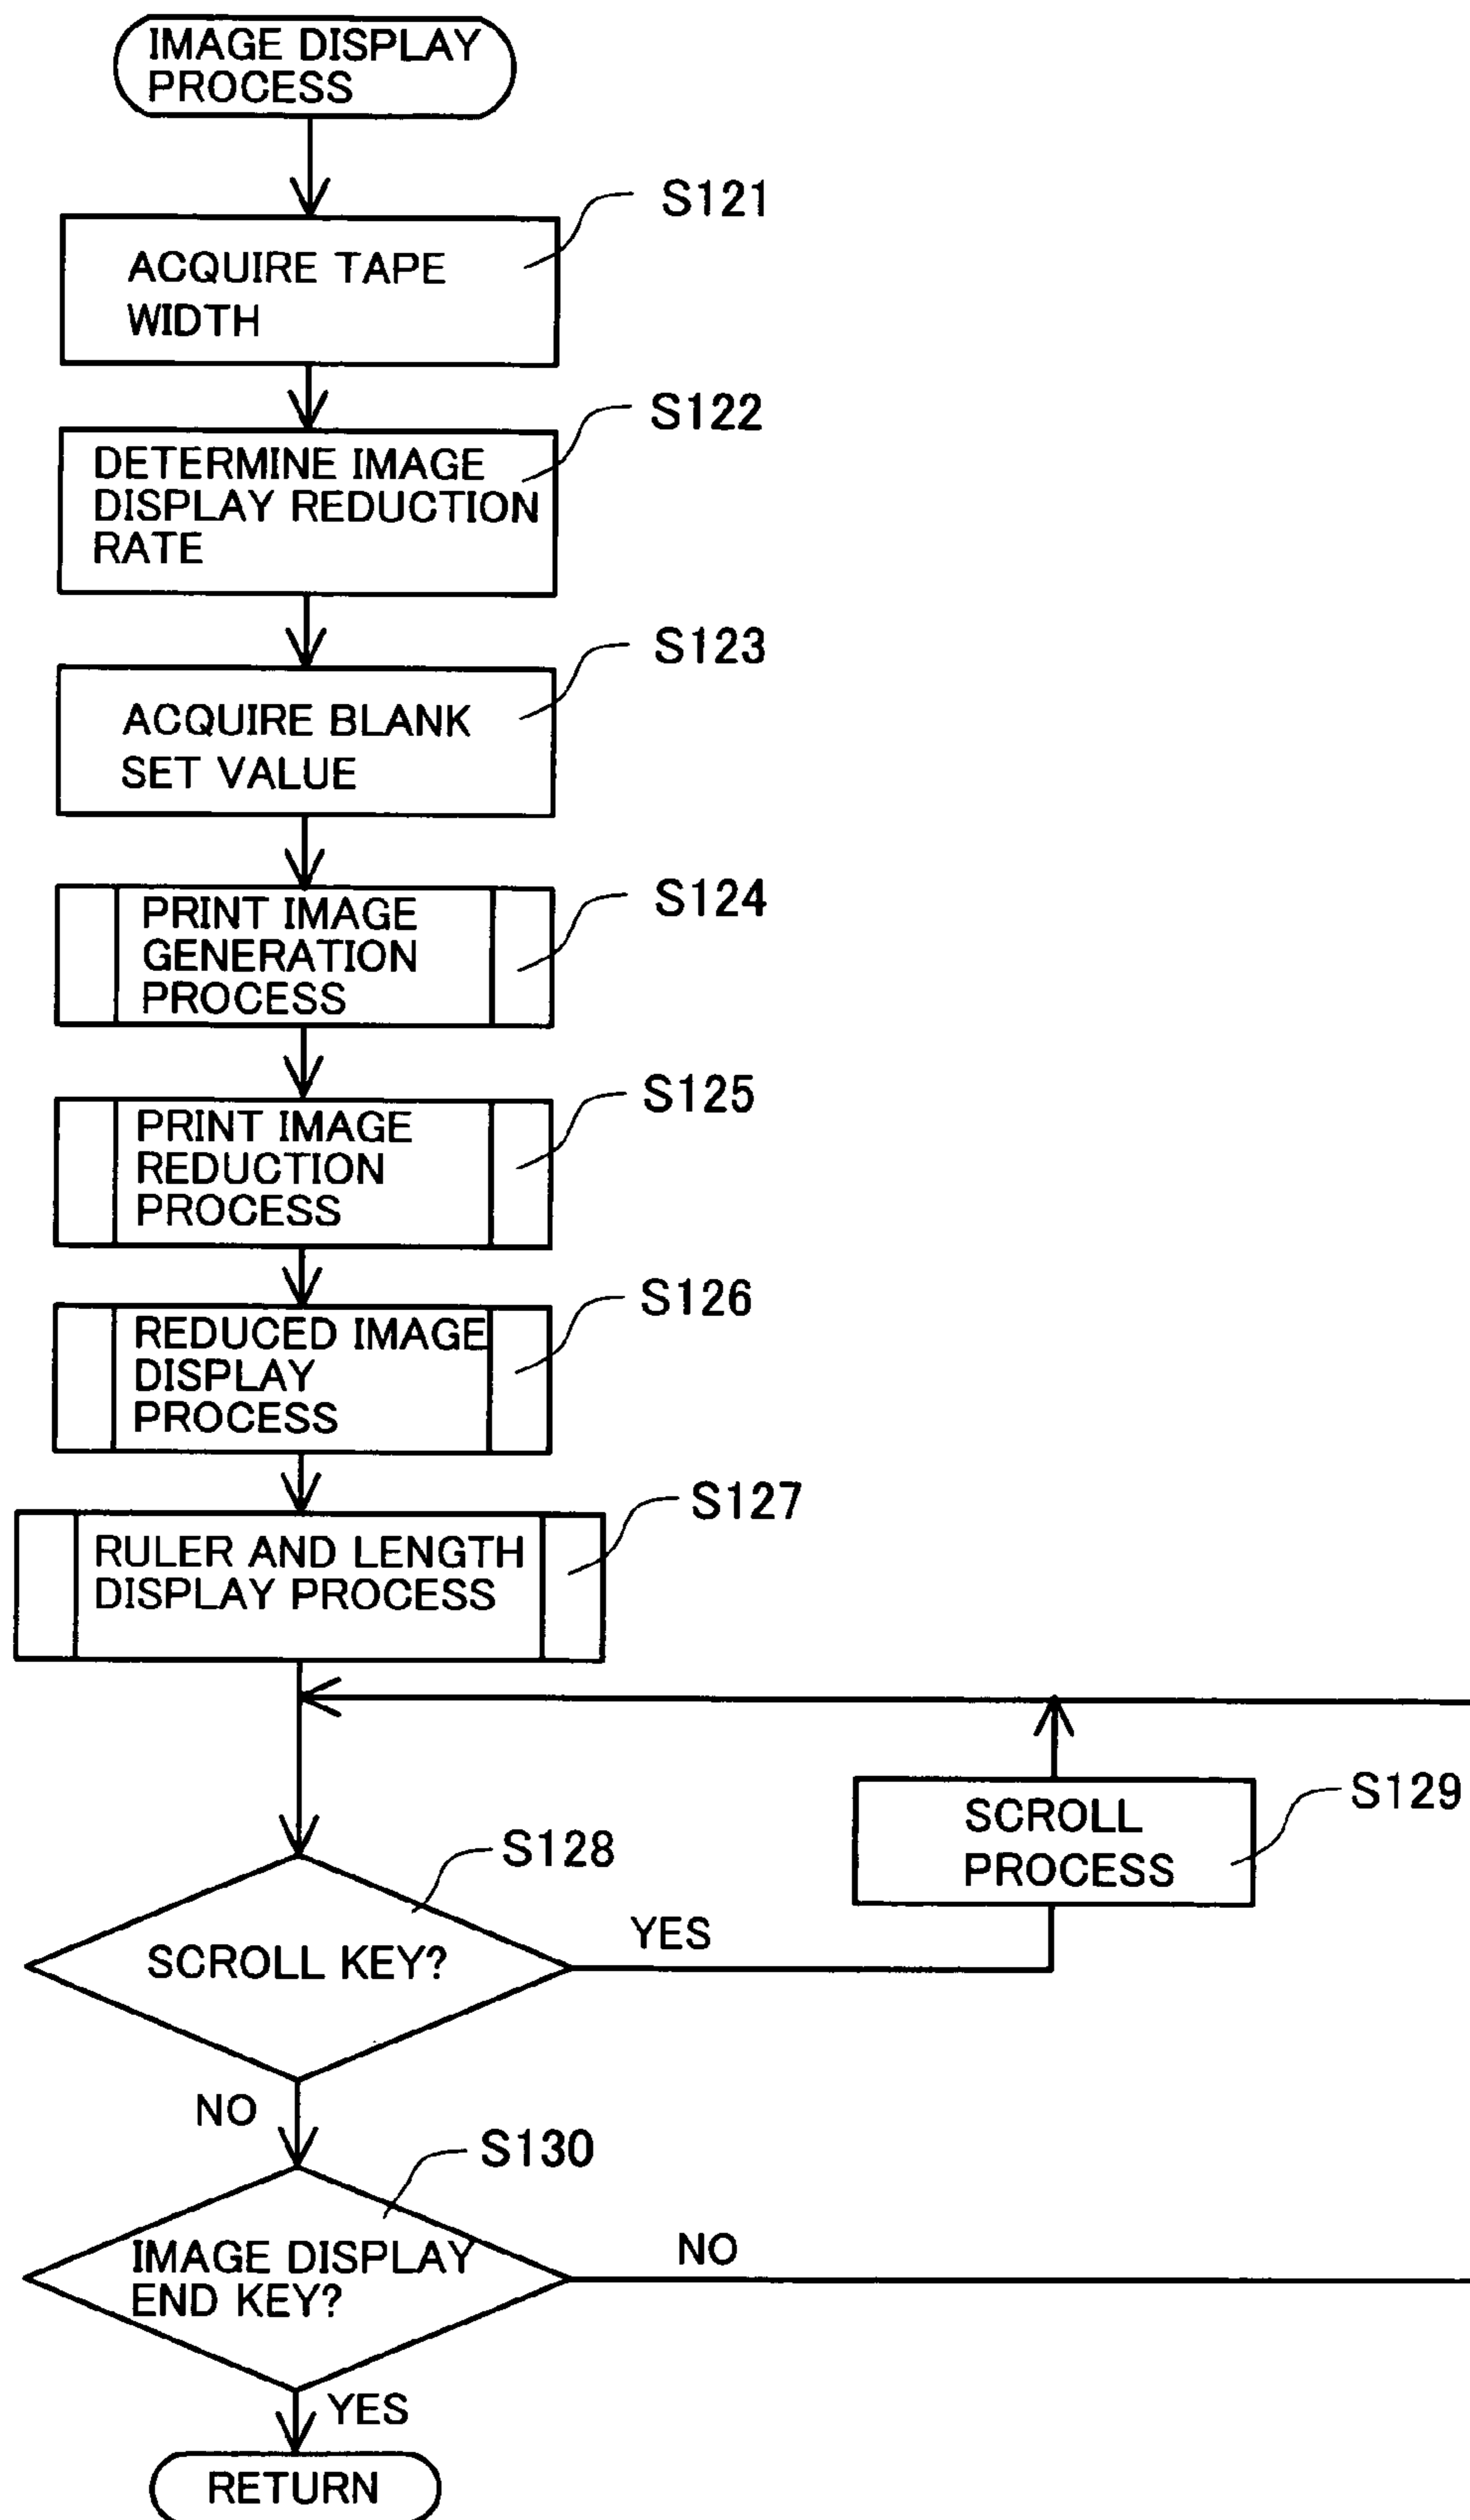 IMAGE DISPLAY
PROCESS
S121
ACQUIRE TAPE
WIDTH
S122
DETERMINE IMAGE
DISPLAY REDUCTION
RATE
S123
ACQUIRE BLANK
SET VALUE
S124
PRINT IMAGE
GENERATION
PROCESS
S125
PRINT IMAGE
REDUCTION
PROCESS
S126
REDUCED IMAGE
DISPLAY
PROCESS
S127
RULER AND LENGTH
DISPLAY PROCESS
S129
SCROLL
PROCESS
S128
SCROLL KEY?
YES
NO
S130
IMAGE DISPLAY
END KEY?
NO
YES
RETURN